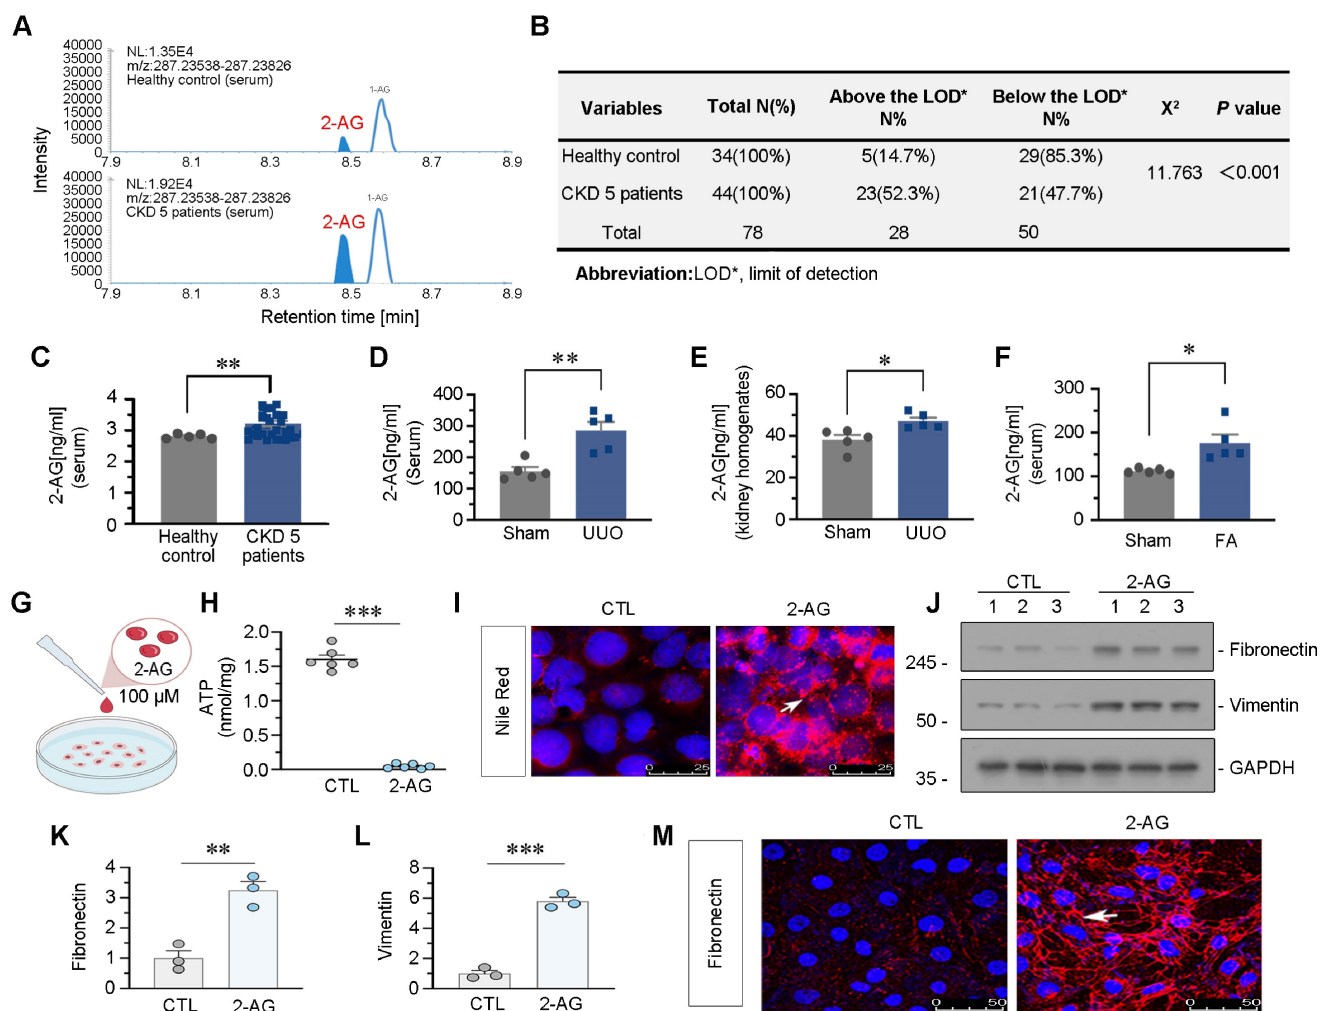 A
40000
35000
30000
25000
20000
15000
10000
5000
0
NL:1.35E4
m/z:287.23538-287.23826
Healthy control (serum)
2-AG
1-AG
7.9 8.1 8.3 8.5 8.7 8.9
Intensity
40000
35000
30000
25000
20000
15000
10000
5000
0
NL:1.92E4
m/z:287.23538-287.23826
CKD 5 patients (serum)
2-AG
1-AG
7.9 8.1 8.3 8.5 8.7 8.9
Retention time [min]
B
Variables Total N(%) Above the LOD* N% Below the LOD* N% X² P value
Healthy control 34(100%) 5(14.7%) 29(85.3%)
11.763 <0.001
CKD 5 patients 44(100%) 23(52.3%) 21(47.7%)
Total 78 28 50
Abbreviation:LOD*, limit of detection
C
**
2-AG[ng/ml]
(serum)
4
3
2
1
0
Healthy control
CKD 5 patients
D
**
2-AG[ng/ml]
(Serum)
400
300
200
100
0
Sham UUO
E
*
2-AG[ng/ml]
(kidney homogenates)
60
40
20
0
Sham UUO
F
*
2-AG[ng/ml]
(serum)
300
200
100
0
Sham FA
G
2-AG
100 µM
H
***
ATP
(nmol/mg)
2.0
1.5
1.0
0.5
0.0
CTL 2-AG
I
CTL 2-AG
Nile Red
0 25
0 25
J
CTL 2-AG
1 2 3 1 2 3
245 -
- Fibronectin
50 -
- Vimentin
35 -
- GAPDH
K
**
Fibronectin
4
3
2
1
0
CTL 2-AG
L
***
Vimentin
8
6
4
2
0
CTL 2-AG
M
CTL 2-AG
Fibronectin
0 50
0 50